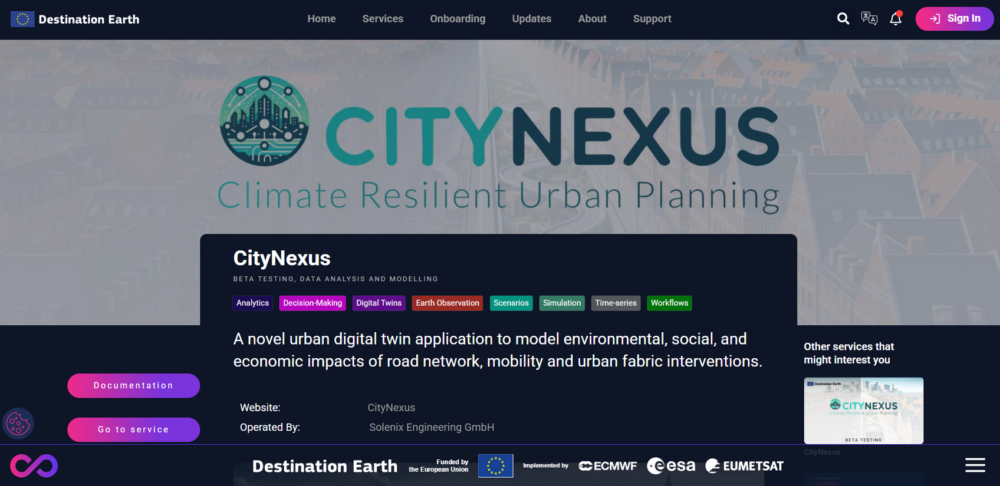 Destination Earth
Home Services Onboarding Updates About Support
Sign In
CITYNEXUS
Climate Resilient Urban Planning
CityNexus
BETA TESTING, DATA ANALYSIS AND MODELLING
Analytics Decision-Making Digital Twins Earth Observation Scenarios Simulation Time-series Workflows
A novel urban digital twin application to model environmental, social, and
economic impacts of road network, mobility and urban fabric interventions.
Documentation
Go to service
Website: CityNexus
Operated By: Solenix Engineering GmbH
Other services that
might interest you
Destination Earth
CITYNEXUS
Climate Resilient Urban Planning
BETA TESTING
CityNexus
Destination Earth
Funded by
the European Union
Implemented by
ECMWF
esa
EUMETSAT